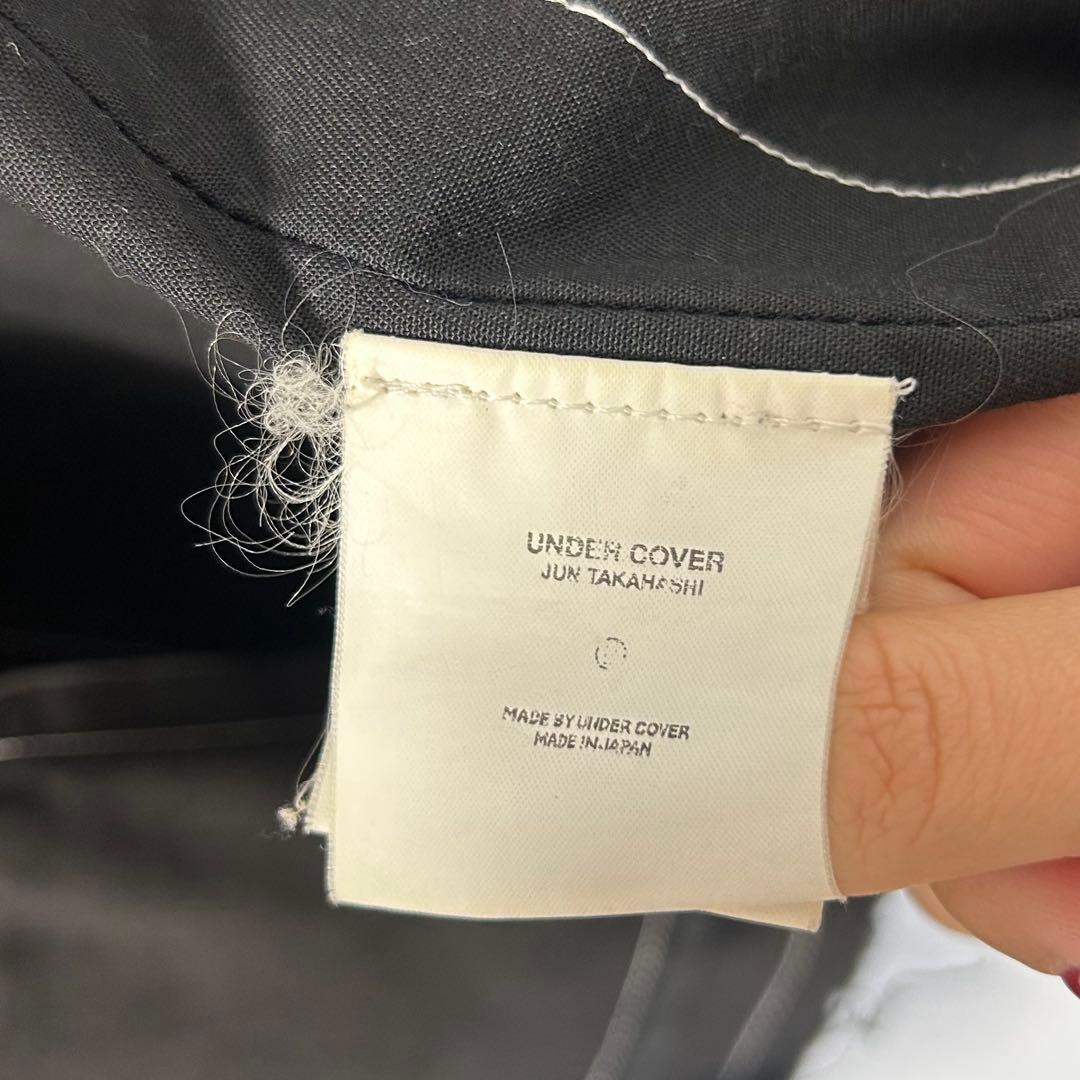 UNDER COVER
JUN TAKAHASHI
MADE BY UNDER COVER
MADE IN JAPAN